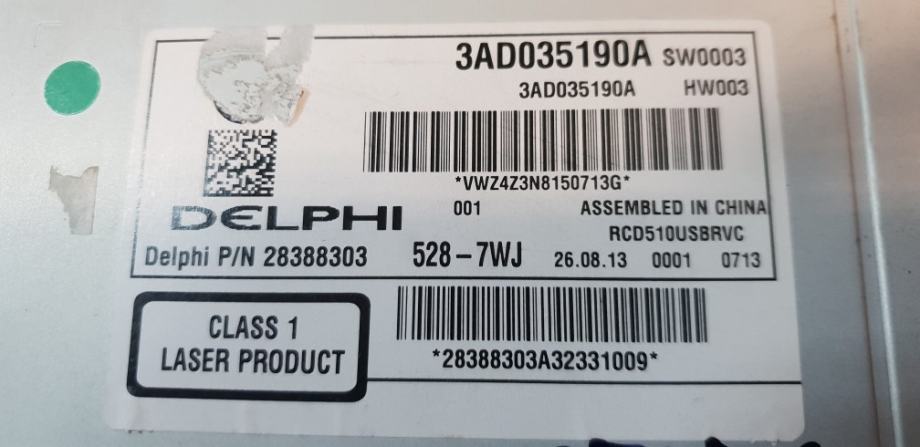 3AD035190A SW0003
3AD035190A HW003
*VWZ4Z3N8150713G*
DELPHI 001 ASSEMBLED IN CHINA
RCD510USBRVC
Delphi P/N 28388303 528-7WJ 26.08.13 0001 0713
CLASS 1
LASER PRODUCT
*28388303A32331009*